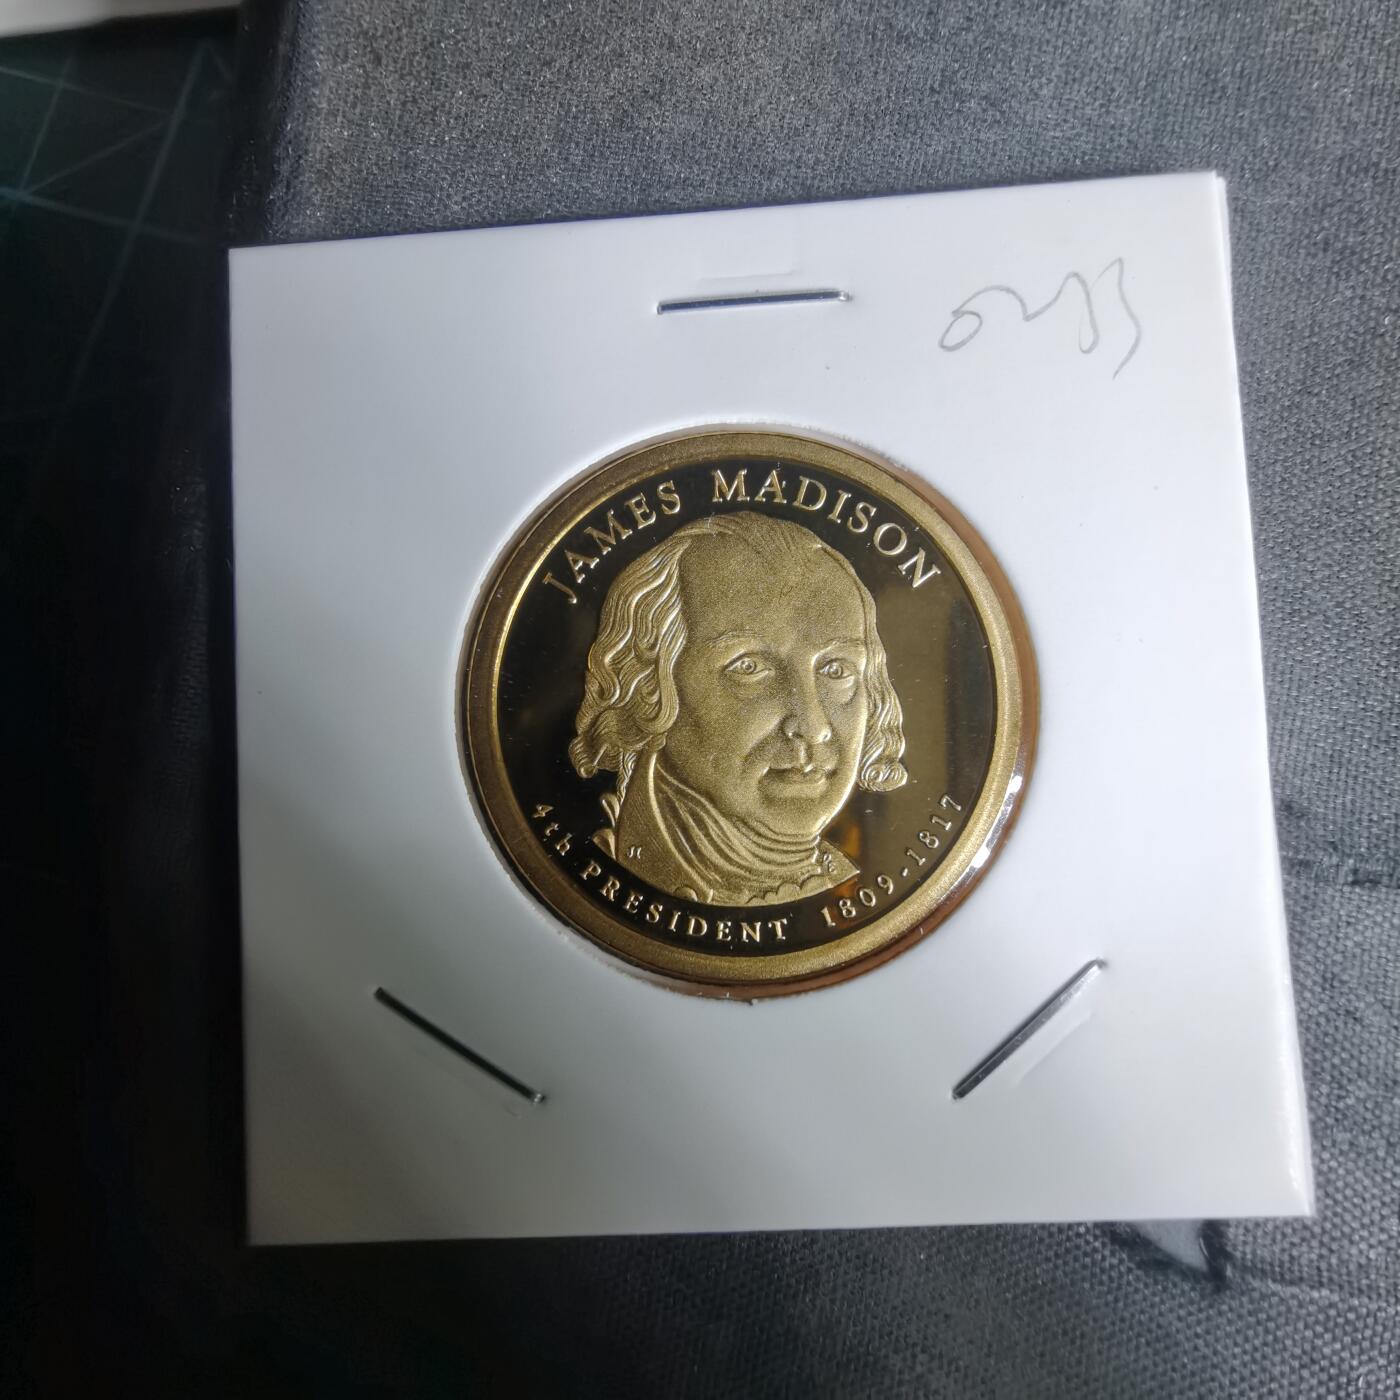 JAMES MADISON
4th PRESIDENT 1809-1817